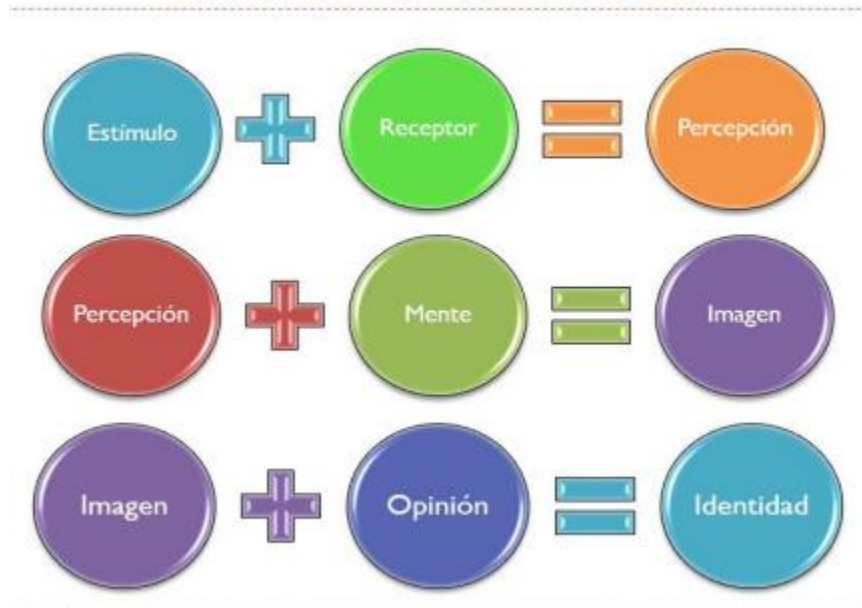 Estímulo + Receptor = Percepción
Percepción + Mente = Imagen
Imagen + Opinión = Identidad